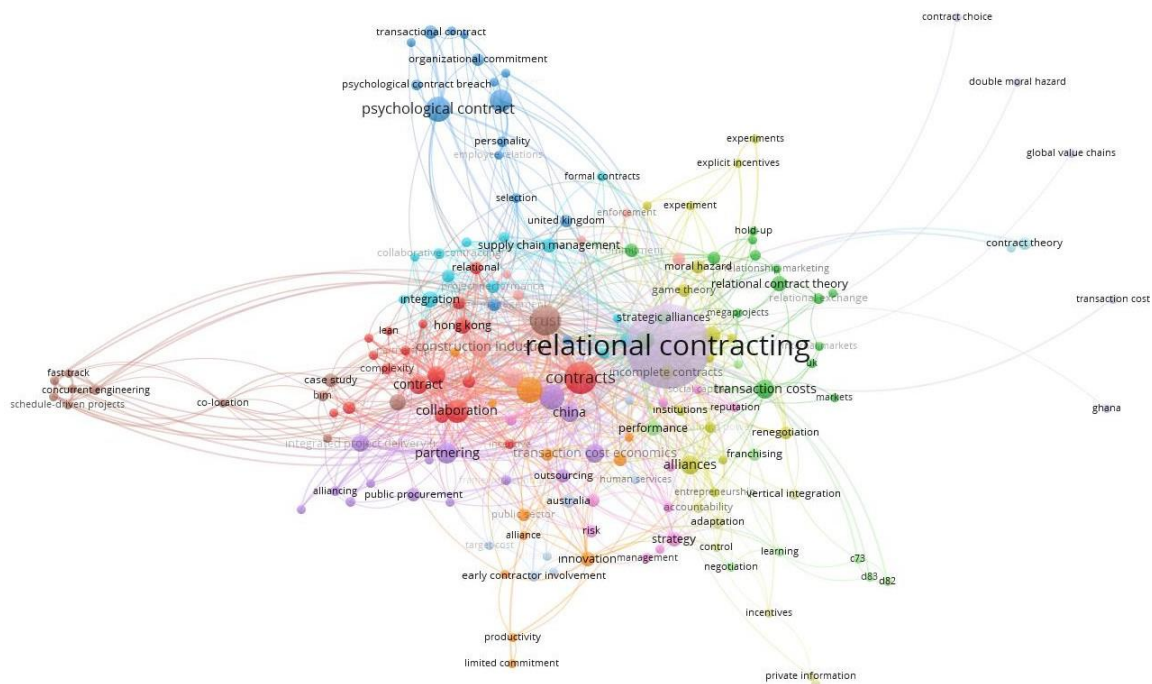 contract choice
transactional contract
organizational commitment
double moral hazard
psychological contract breach
psychological contract
experiments
personality
employee relations
global value chains
explicit incentives
formal contracts
selection
experiment
enforcement
united kingdom
hold-up
supply chain management
contract theory
collaborative contracting
relational
moral hazard
relationship marketing
relational contract theory
integration
relational exchange
transaction cost
game theory
strategic alliances
megaprojects
trust
hong kong
lean
construction industry
relational contracting
uk
complexity
incomplete contracts
fast track
case study
contract
contracts
concurrent engineering
bim
transaction costs
markets
schedule-driven projects
co-location
collaboration
china
institutions
reputation
ghana
performance
renegotiation
integrated project delivery
partnering
transaction cost economics
franchising
alliances
outsourcing
human services
alliancing
public procurement
entrepreneurship
vertical integration
australia
accountability
public sector
adaptation
risk
alliance
strategy
target cost
control
learning
innovation
management
c73
early contractor involvement
negotiation
d83
d82
incentives
productivity
limited commitment
private information